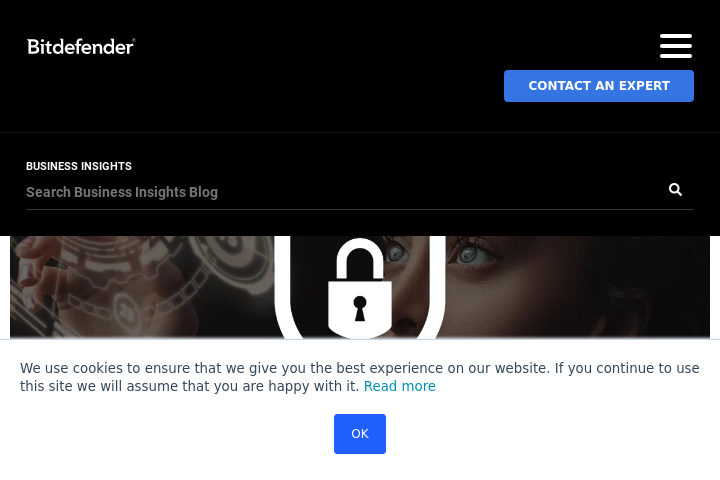 Bitdefender®
CONTACT AN EXPERT
BUSINESS INSIGHTS
Search Business Insights Blog
We use cookies to ensure that we give you the best experience on our website. If you continue to use
this site we will assume that you are happy with it. Read more
OK